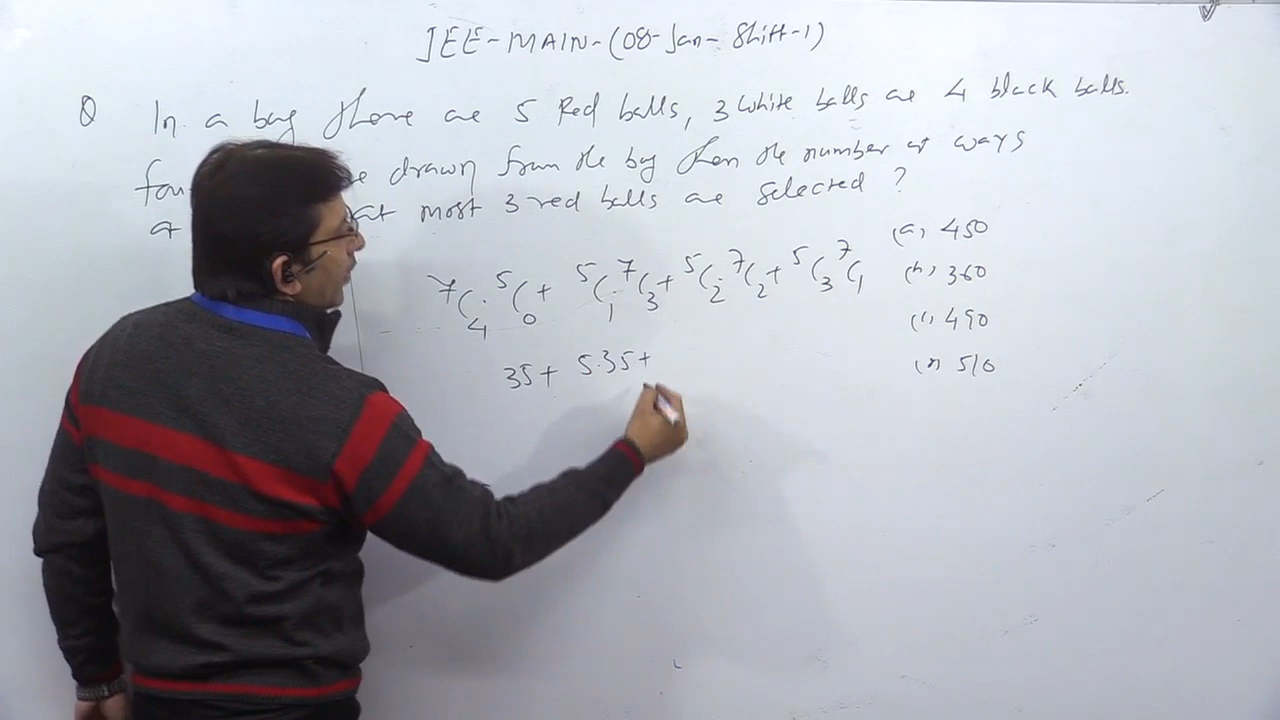 JEE-MAIN-(08-Jan-Shift-1)
Q In a bag there are 5 Red balls, 3 white balls are 4 black balls.
drawn from the bag then the number of ways
at most 3 red balls are selected ?
(a) 450
⁷C₄ · ⁵C₀ + ⁵C₁ · ⁷C₃ + ⁵C₂ · ⁷C₂ + ⁵C₃ ⁷C₁
(b) 360
(c) 490
35 + 5.35 +
510